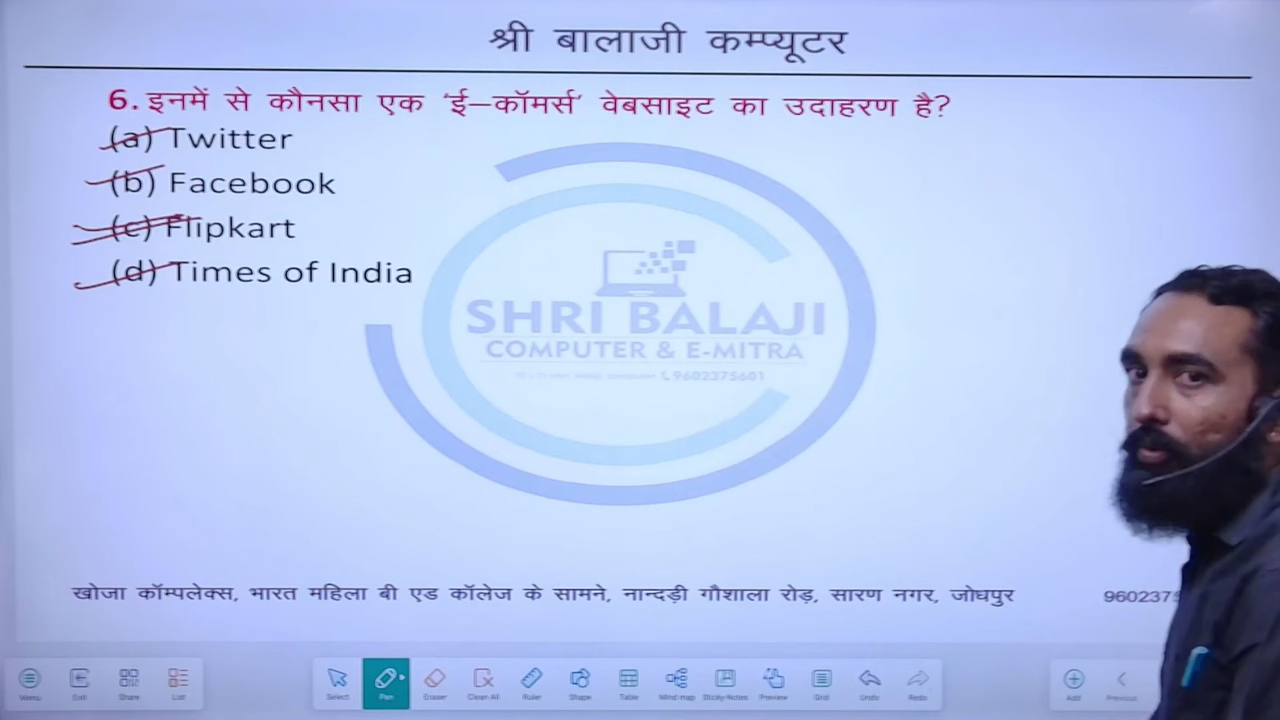 श्री बालाजी कम्प्यूटर
6. इनमें से कौनसा एक 'ई–कॉमर्स' वेबसाइट का उदाहरण है?
(a) Twitter
(b) Facebook
(c) Flipkart
(d) Times of India
SHRI BALAJI
COMPUTER & E-MITRA
9602375601
खोजा कॉम्पलेक्स, भारत महिला बी एड कॉलेज के सामने, नान्दड़ी गौशाला रोड़, सारण नगर, जोधपुर 960237
Menu Exit Share List Select Pen Eraser Clean All Ruler Shape Table Mind map Sticky-Notes Preview Grid Undo Redo Add Previous